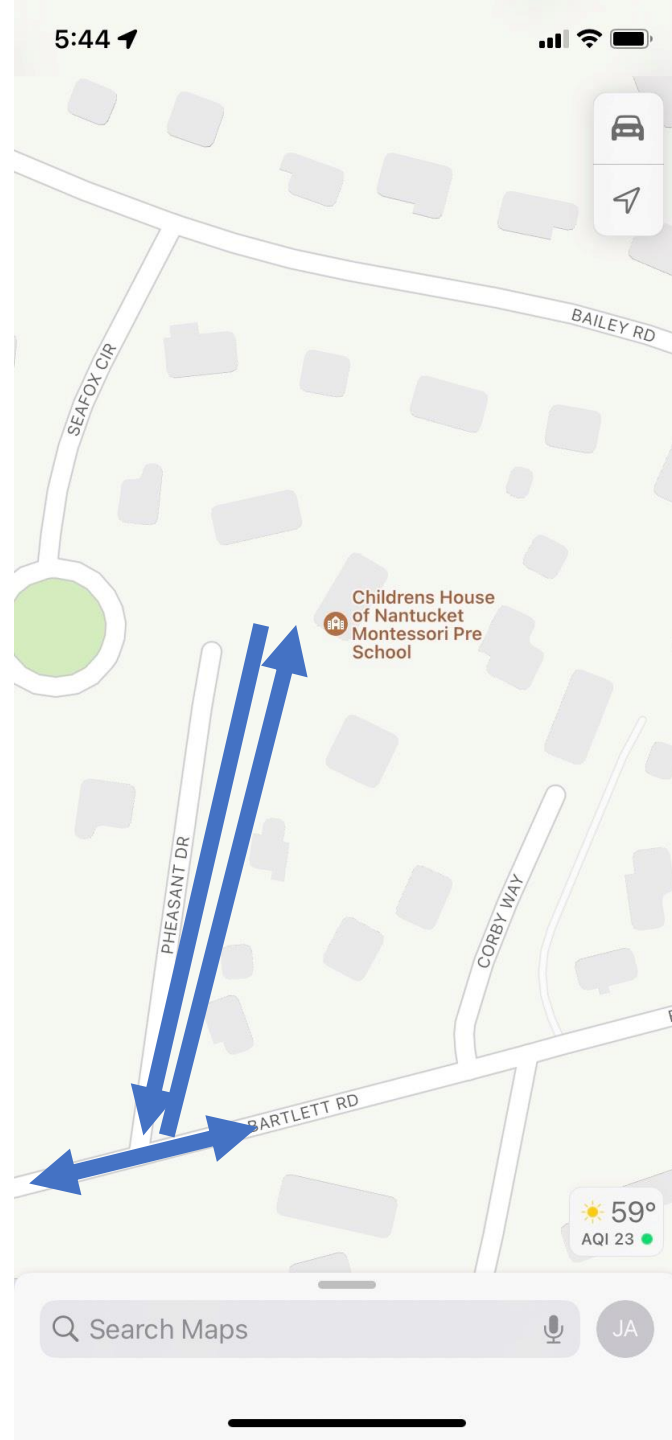 5:44
BAILEY RD
SEAFOX CIR
Childrens House
of Nantucket
Montessori Pre
School
PHEASANT DR
CORBY WAY
BARTLETT RD
59°
AQI 23
Search Maps
JA